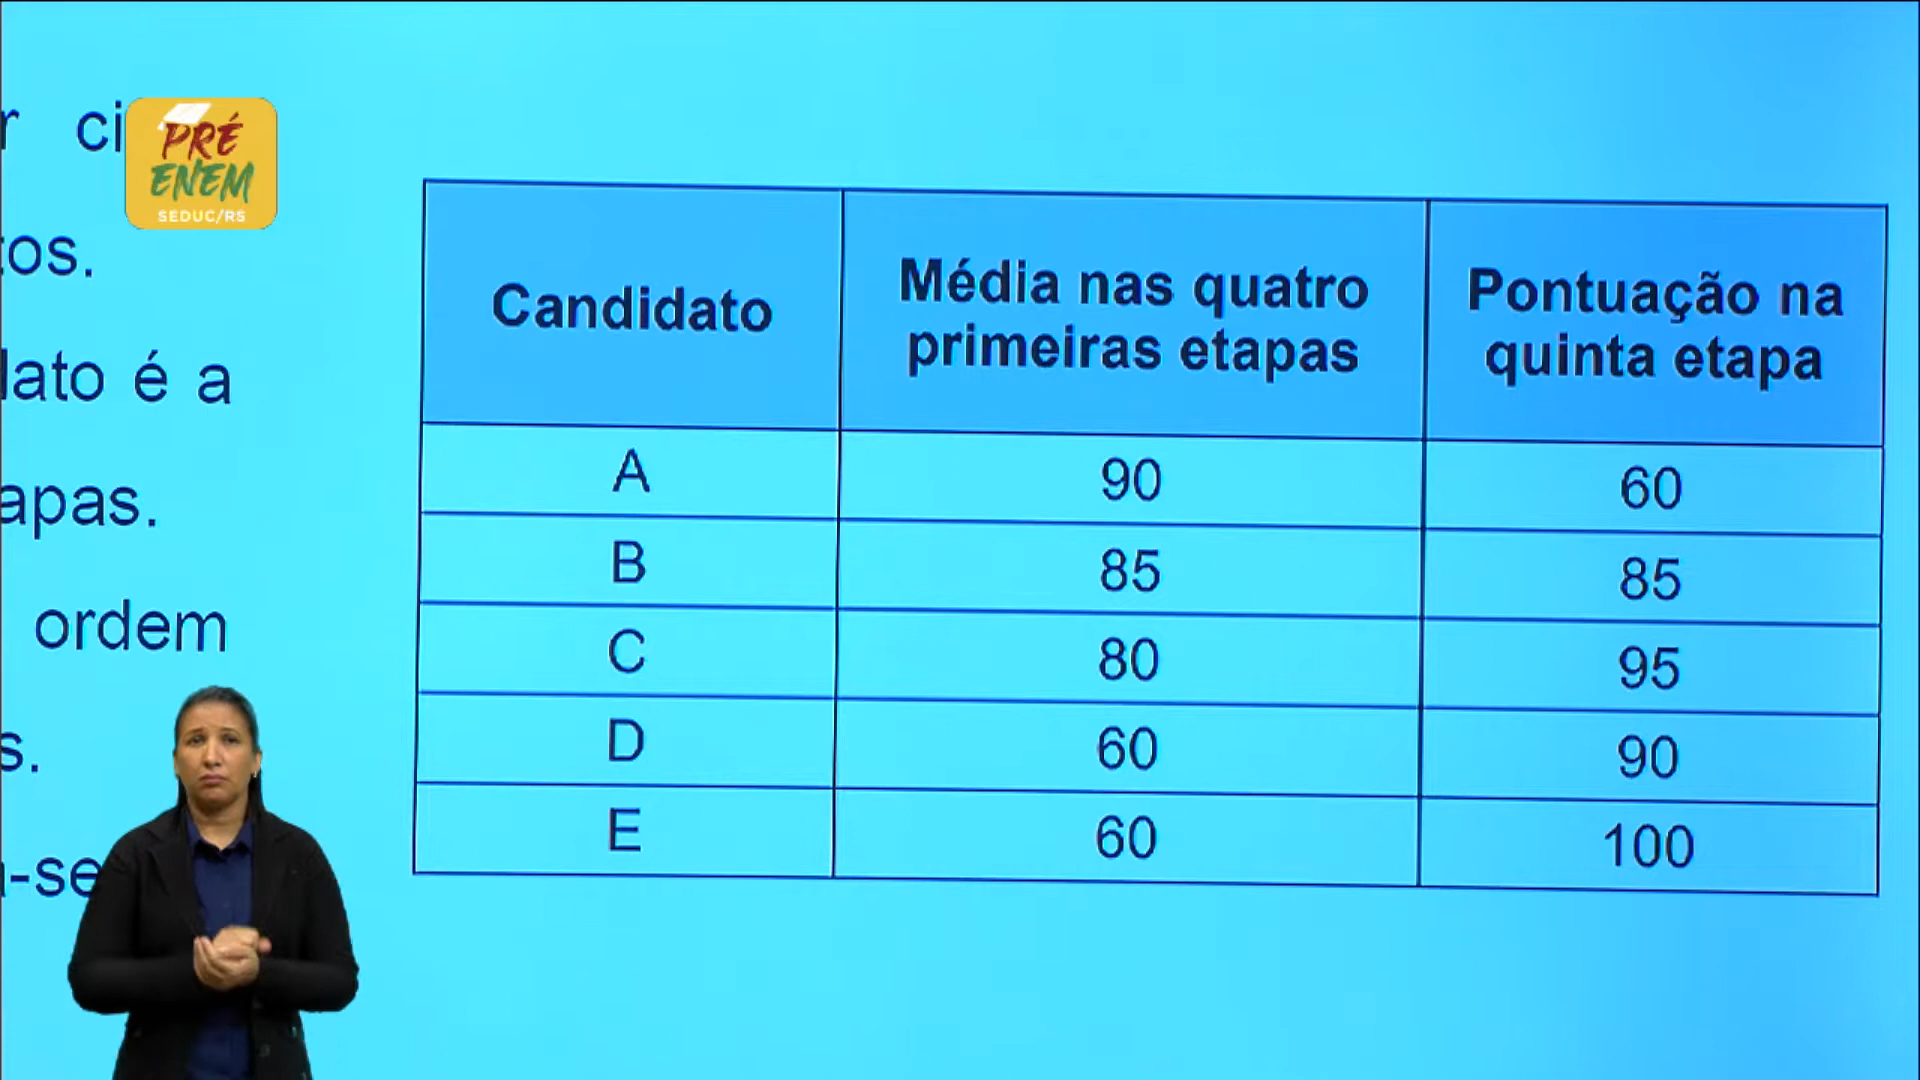 PRÉ
ENEM
SEDUC/RS
r ci
tos.
lato é a
apas.
ordem
s.
-se
Candidato
Média nas quatro primeiras etapas
Pontuação na quinta etapa
A 90 60
B 85 85
C 80 95
D 60 90
E 60 100